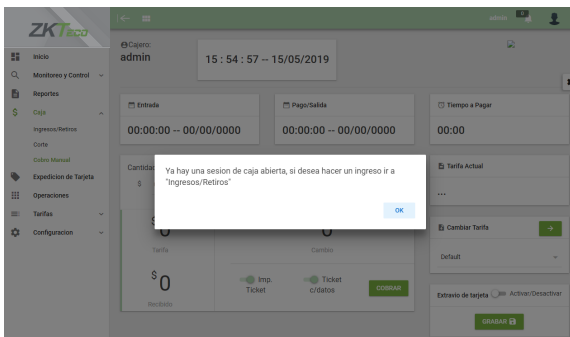 ZKTeco
admin 0
Inicio
Monitoreo y Control
Reportes
Caja
Ingresos/Retiros
Corte
Cobro Manual
Expedicion de Tarjeta
Operaciones
Tarifas
Configuracion
Cajero:
admin
15 : 54 : 57 -- 15/05/2019
Entrada
00:00:00 -- 00/00/0000
Pago/Salida
00:00:00 -- 00/00/0000
Tiempo a Pagar
00:00
Cantidad
$
Ya hay una sesion de caja abierta, si desea hacer un ingreso ir a
"Ingresos/Retiros"
OK
Tarifa Actual
...
$0
Tarifa
0
Cambio
$0
Recibido
Imp.
Ticket
Ticket
c/datos
COBRAR
Cambiar Tarifa
Default
Extravio de tarjeta Activar/Desactivar
GRABAR